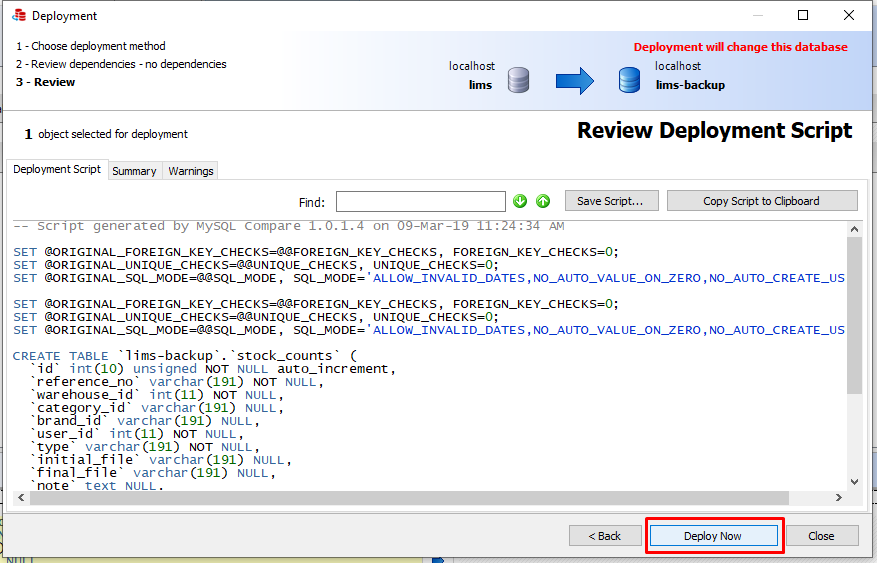 Deployment
1 - Choose deployment method
2 - Review dependencies - no dependencies
3 - Review
Deployment will change this database
localhost
lims
localhost
lims-backup
1 object selected for deployment
Review Deployment Script
Deployment Script
Summary
Warnings
Find:
Save Script...
Copy Script to Clipboard
-- Script generated by MySQL Compare 1.0.1.4 on 09-Mar-19 11:24:34 AM
SET @ORIGINAL_FOREIGN_KEY_CHECKS=@@FOREIGN_KEY_CHECKS, FOREIGN_KEY_CHECKS=0;
SET @ORIGINAL_UNIQUE_CHECKS=@@UNIQUE_CHECKS, UNIQUE_CHECKS=0;
SET @ORIGINAL_SQL_MODE=@@SQL_MODE, SQL_MODE='ALLOW_INVALID_DATES,NO_AUTO_VALUE_ON_ZERO,NO_AUTO_CREATE_US
SET @ORIGINAL_FOREIGN_KEY_CHECKS=@@FOREIGN_KEY_CHECKS, FOREIGN_KEY_CHECKS=0;
SET @ORIGINAL_UNIQUE_CHECKS=@@UNIQUE_CHECKS, UNIQUE_CHECKS=0;
SET @ORIGINAL_SQL_MODE=@@SQL_MODE, SQL_MODE='ALLOW_INVALID_DATES,NO_AUTO_VALUE_ON_ZERO,NO_AUTO_CREATE_US
CREATE TABLE `lims-backup`.`stock_counts` (
`id` int(10) unsigned NOT NULL auto_increment,
`reference_no` varchar(191) NOT NULL,
`warehouse_id` int(11) NOT NULL,
`category_id` varchar(191) NULL,
`brand_id` varchar(191) NULL,
`user_id` int(11) NOT NULL,
`type` varchar(191) NOT NULL,
`initial_file` varchar(191) NULL,
`final_file` varchar(191) NULL,
`note` text NULL,
< Back
Deploy Now
Close
NULL